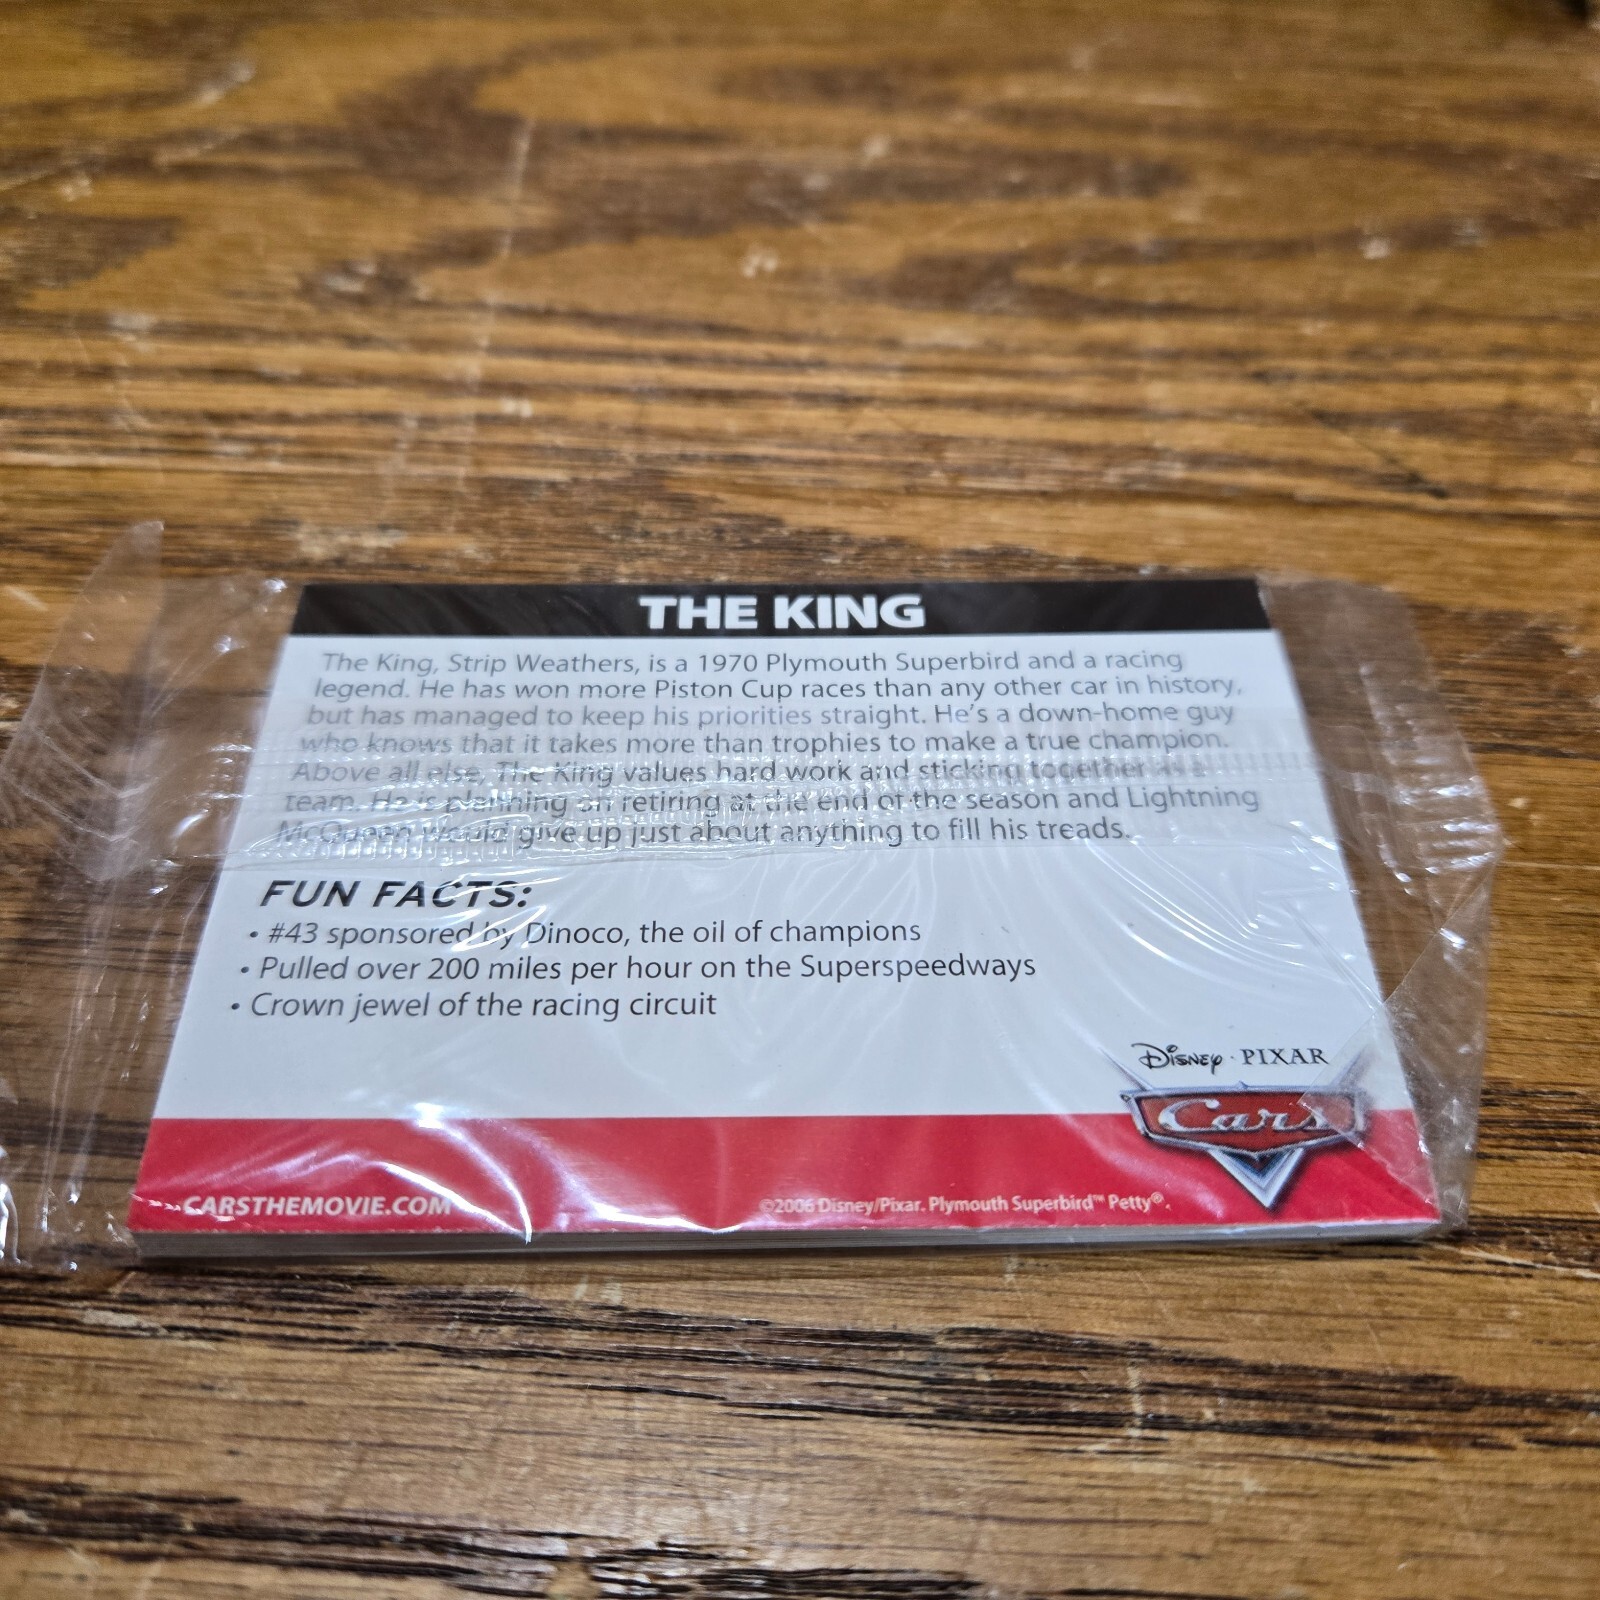 THE KING
The King, Strip Weathers, is a 1970 Plymouth Superbird and a racing
legend. He has won more Piston Cup races than any other car in history,
but has managed to keep his priorities straight. He's a down-home guy
who knows that it takes more than trophies to make a true champion.
Above all else, The King values hard work and sticking together as a
team. He is planning on retiring at the end of the season and Lightning
McQueen would give up just about anything to fill his treads.
FUN FACTS:
• #43 sponsored by Dinoco, the oil of champions
• Pulled over 200 miles per hour on the Superspeedways
• Crown jewel of the racing circuit
Disney · PIXAR
Cars
CARSTHEMOVIE.COM
©2006 Disney/Pixar. Plymouth Superbird™ Petty®.